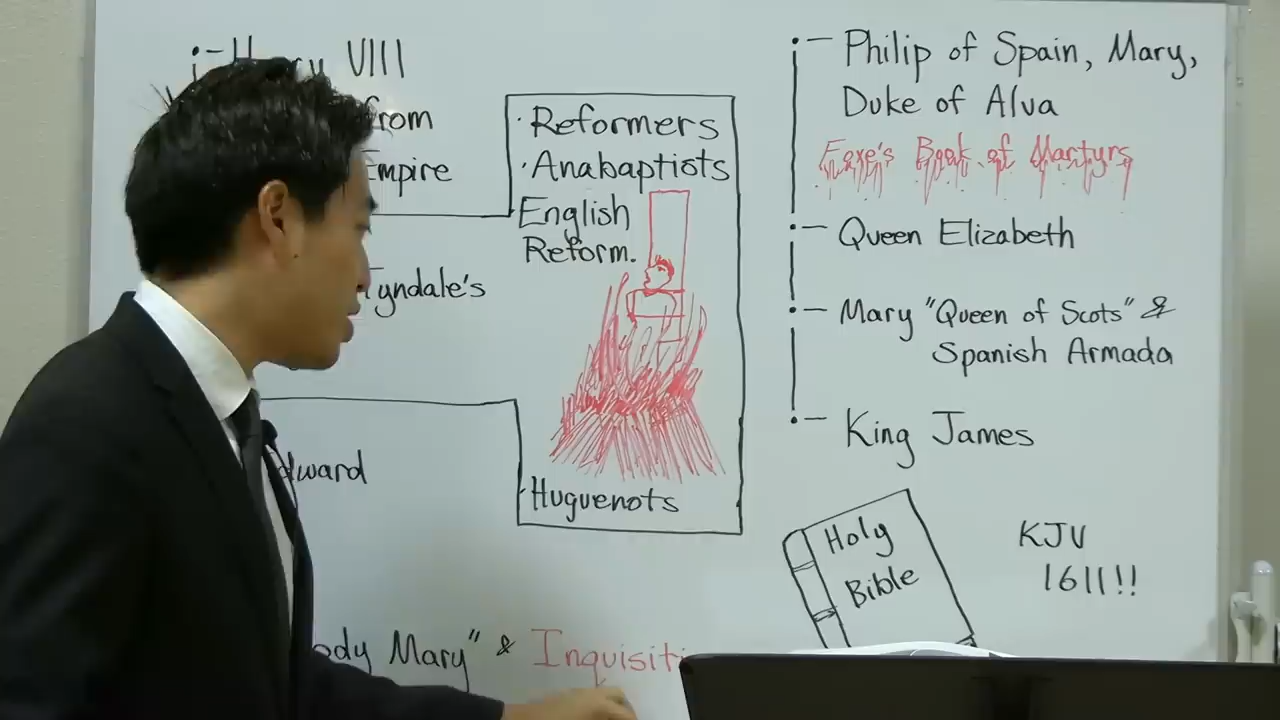 VIII
from
Empire
Tyndale's
dward
ody Mary" & Inquisiti
· Reformers
· Anabaptists
English
Reform.
Huguenots
- Philip of Spain, Mary,
Duke of Alva
Foxe's Book of Martyrs
- Queen Elizabeth
- Mary "Queen of Scots" &
Spanish Armada
- King James
Holy
Bible
KJV
1611!!